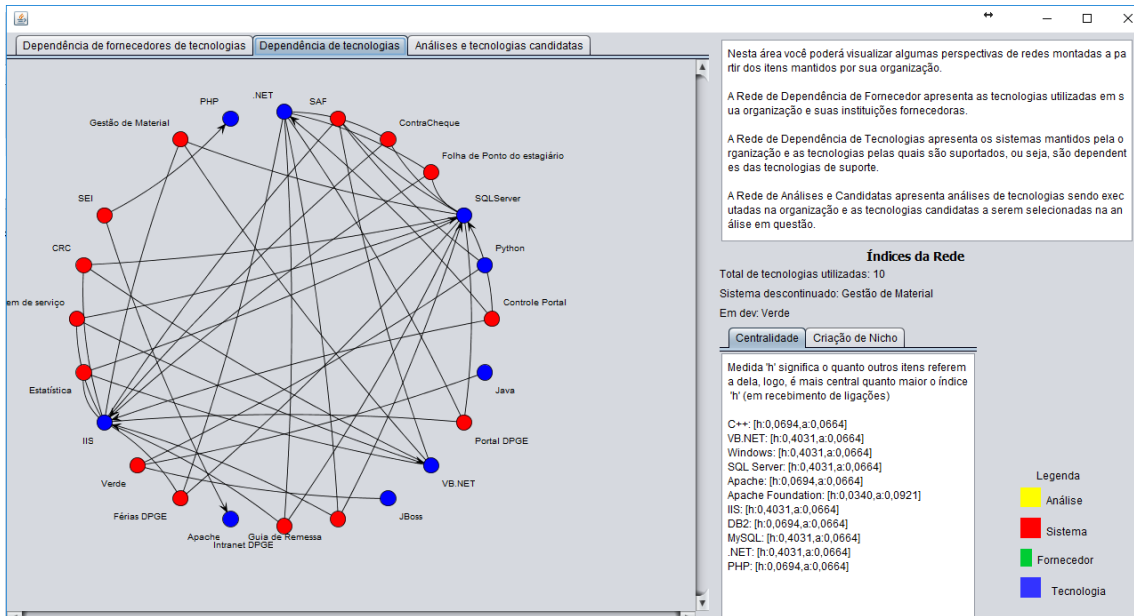 Dependência de fornecedores de tecnologias
Dependência de tecnologias
Análises e tecnologias candidatas
PHP
.NET
SAF
Gestão de Material
ContraCheque
Folha de Ponto do estagiário
SEI
SQLServer
CRC
Python
em de serviço
Controle Portal
Estatística
Java
IIS
Portal DPGE
Verde
VB.NET
Férias DPGE
JBoss
Apache
Guia de Remessa
Intranet DPGE
Nesta área você poderá visualizar algumas perspectivas de redes montadas a pa
rtir dos itens mantidos por sua organização.
A Rede de Dependência de Fornecedor apresenta as tecnologias utilizadas em s
ua organização e suas instituições fornecedoras.
A Rede de Dependência de Tecnologias apresenta os sistemas mantidos pela o
rganização e as tecnologias pelas quais são suportados, ou seja, são dependent
es das tecnologias de suporte.
A Rede de Análises e Candidatas apresenta análises de tecnologias sendo exec
utadas na organização e as tecnologias candidatas a serem selecionadas na an
álise em questão.
Índices da Rede
Total de tecnologias utilizadas: 10
Sistema descontinuado: Gestão de Material
Em dev: Verde
Centralidade
Criação de Nicho
Medida 'h' significa o quanto outros itens referem
a dela, logo, é mais central quanto maior o índice
'h' (em recebimento de ligações)
C++: [h:0,0694,a:0,0664]
VB.NET: [h:0,4031,a:0,0664]
Windows: [h:0,4031,a:0,0664]
SQL Server: [h:0,4031,a:0,0664]
Apache: [h:0,0694,a:0,0664]
Apache Foundation: [h:0,0340,a:0,0921]
IIS: [h:0,4031,a:0,0664]
DB2: [h:0,0694,a:0,0664]
MySQL: [h:0,0694,a:0,0664]
.NET: [h:0,4031,a:0,0664]
PHP: [h:0,0694,a:0,0664]
Legenda
Análise
Sistema
Fornecedor
Tecnologia